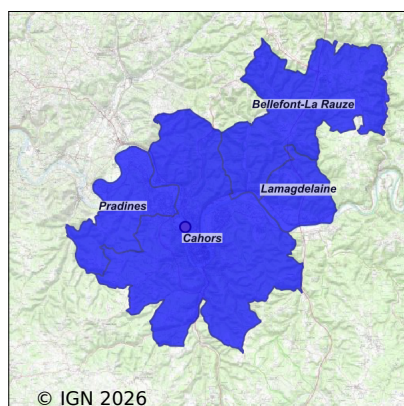 Bellefont-La Rauze
Lamagdelaine
Pradines
Cahors
© IGN 2026